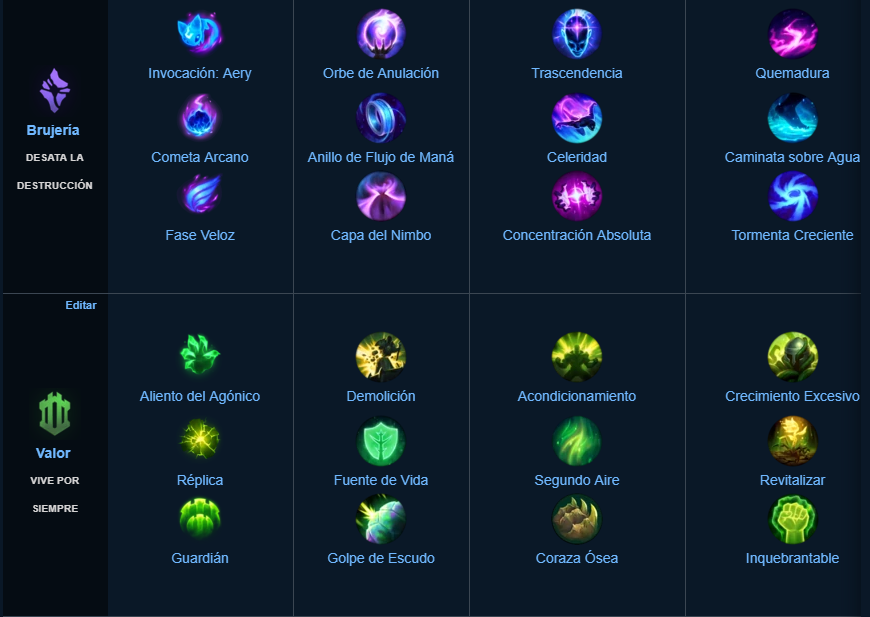 Brujería
DESATA LA
DESTRUCCIÓN
Invocación: Aery
Orbe de Anulación
Trascendencia
Quemadura
Cometa Arcano
Anillo de Flujo de Maná
Celeridad
Caminata sobre Agua
Fase Veloz
Capa del Nimbo
Concentración Absoluta
Tormenta Creciente
Editar
Valor
VIVE POR
SIEMPRE
Aliento del Agónico
Demolición
Acondicionamiento
Crecimiento Excesivo
Réplica
Fuente de Vida
Segundo Aire
Revitalizar
Guardián
Golpe de Escudo
Coraza Ósea
Inquebrantable